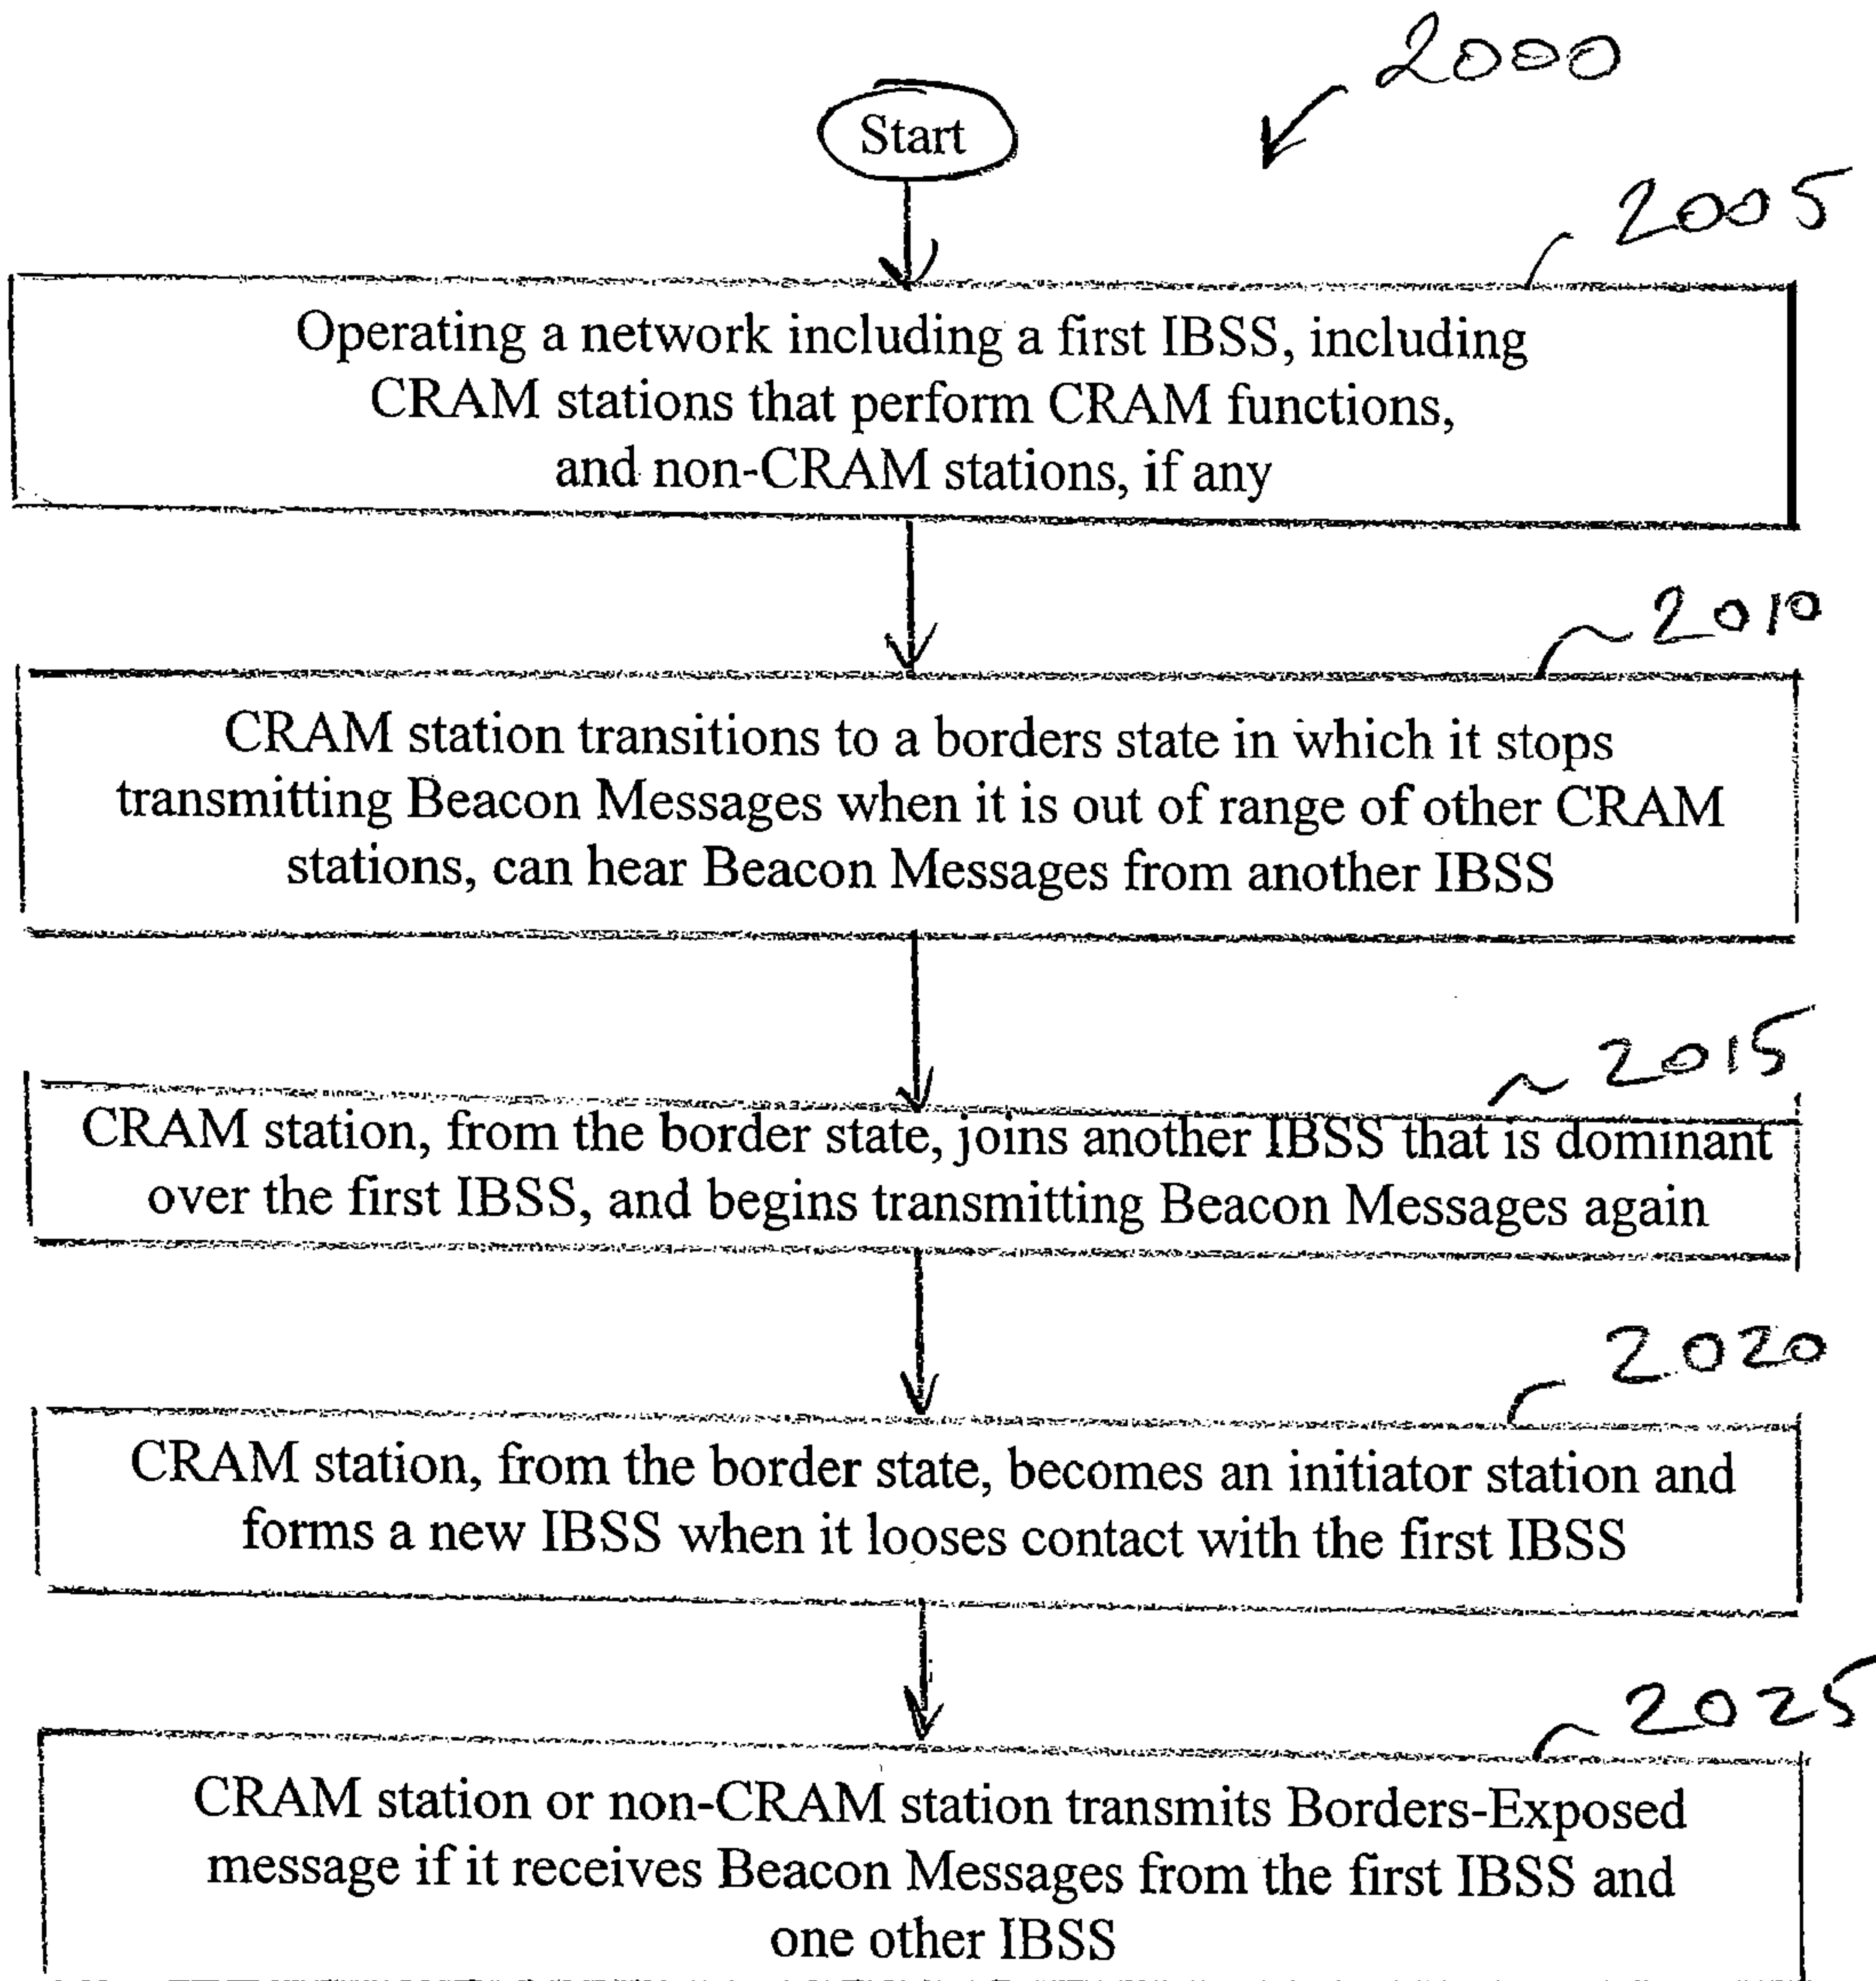 2000
Start
2005
Operating a network including a first IBSS, including
CRAM stations that perform CRAM functions,
and non-CRAM stations, if any
2010
CRAM station transitions to a borders state in which it stops
transmitting Beacon Messages when it is out of range of other CRAM
stations, can hear Beacon Messages from another IBSS
2015
CRAM station, from the border state, joins another IBSS that is dominant
over the first IBSS, and begins transmitting Beacon Messages again
2020
CRAM station, from the border state, becomes an initiator station and
forms a new IBSS when it looses contact with the first IBSS
2025
CRAM station or non-CRAM station transmits Borders-Exposed
message if it receives Beacon Messages from the first IBSS and
one other IBSS